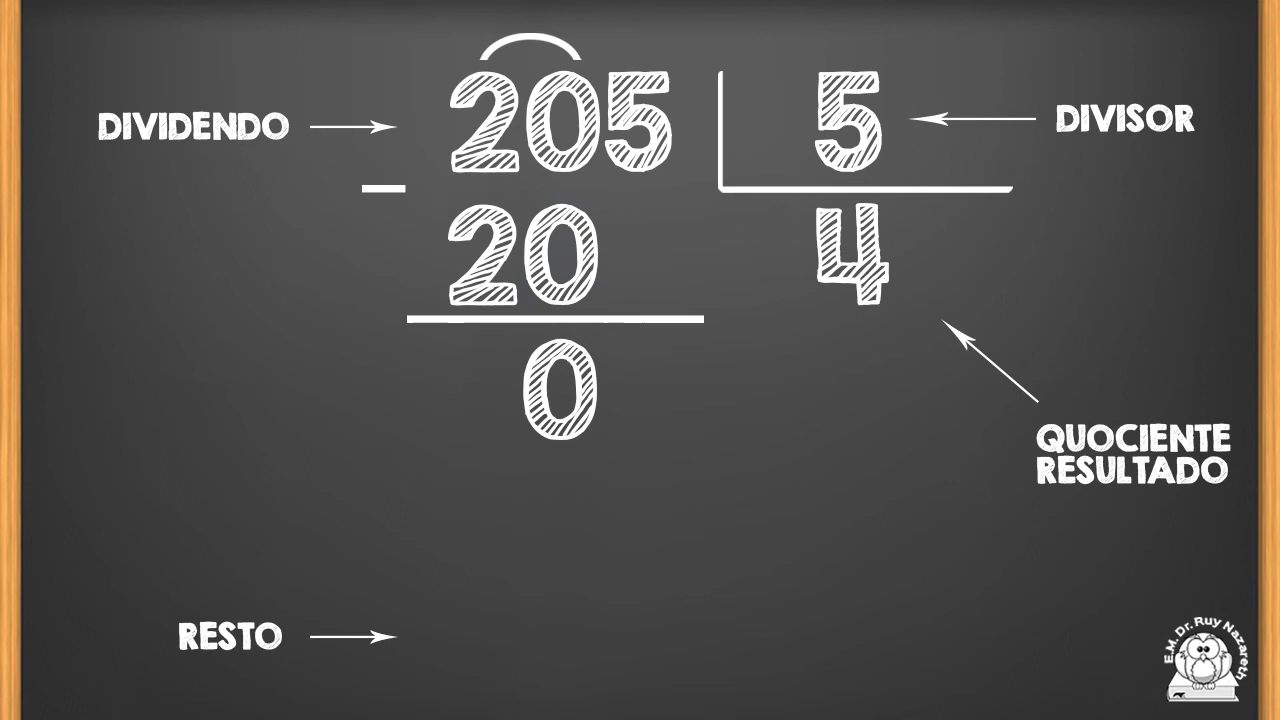 DIVIDENDO 205 5 DIVISOR
20 4
0
QUOCIENTE
RESULTADO
RESTO
E.M. Dr. Ruy Nazareth